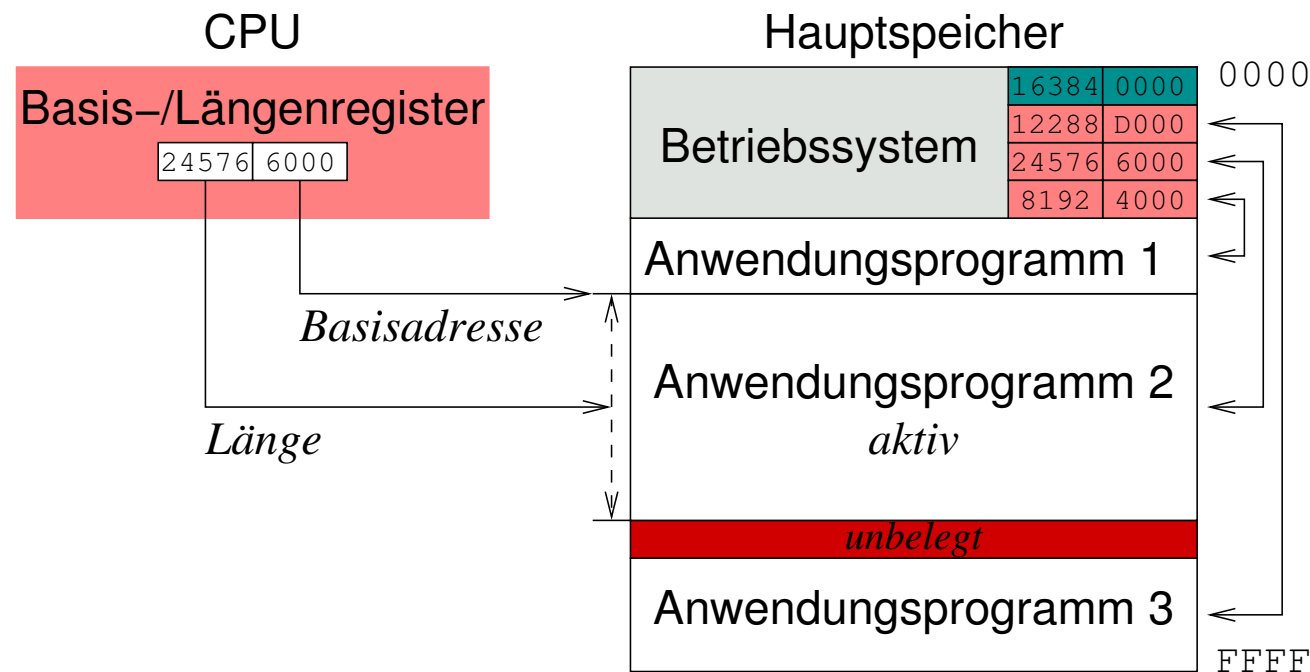 CPU
Basis–/Längenregister
24576 6000
Basisadresse
Länge
Hauptspeicher
0000
Betriebssystem
16384 0000
12288 D000
24576 6000
8192 4000
Anwendungsprogramm 1
Anwendungsprogramm 2
aktiv
unbelegt
Anwendungsprogramm 3
FFFF